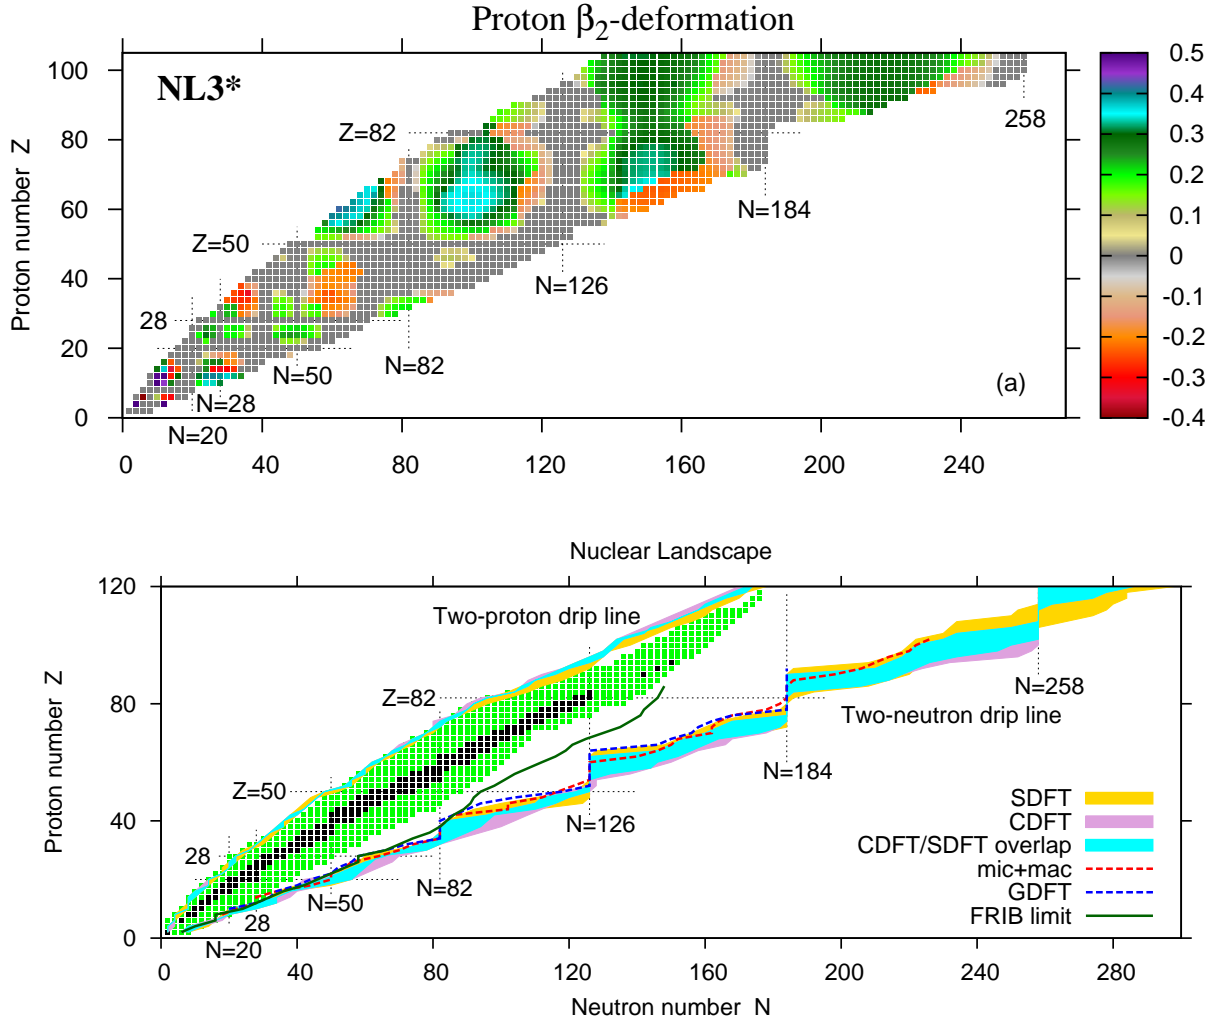 Proton β2-deformation
NL3*
Proton number Z
100
80
60
40
20
0
Z=82
Z=50
28
N=20
N=28
N=50
N=82
N=126
N=184
258
(a)
0 40 80 120 160 200 240
0.5
0.4
0.3
0.2
0.1
0
-0.1
-0.2
-0.3
-0.4
Nuclear Landscape
Proton number Z
120
80
40
0
Two-proton drip line
Z=82
Z=50
28
28
N=20
N=50
N=82
N=126
N=184
N=258
Two-neutron drip line
SDFT
CDFT
CDFT/SDFT overlap
mic+mac
GDFT
FRIB limit
0 40 80 120 160 200 240 280
Neutron number N